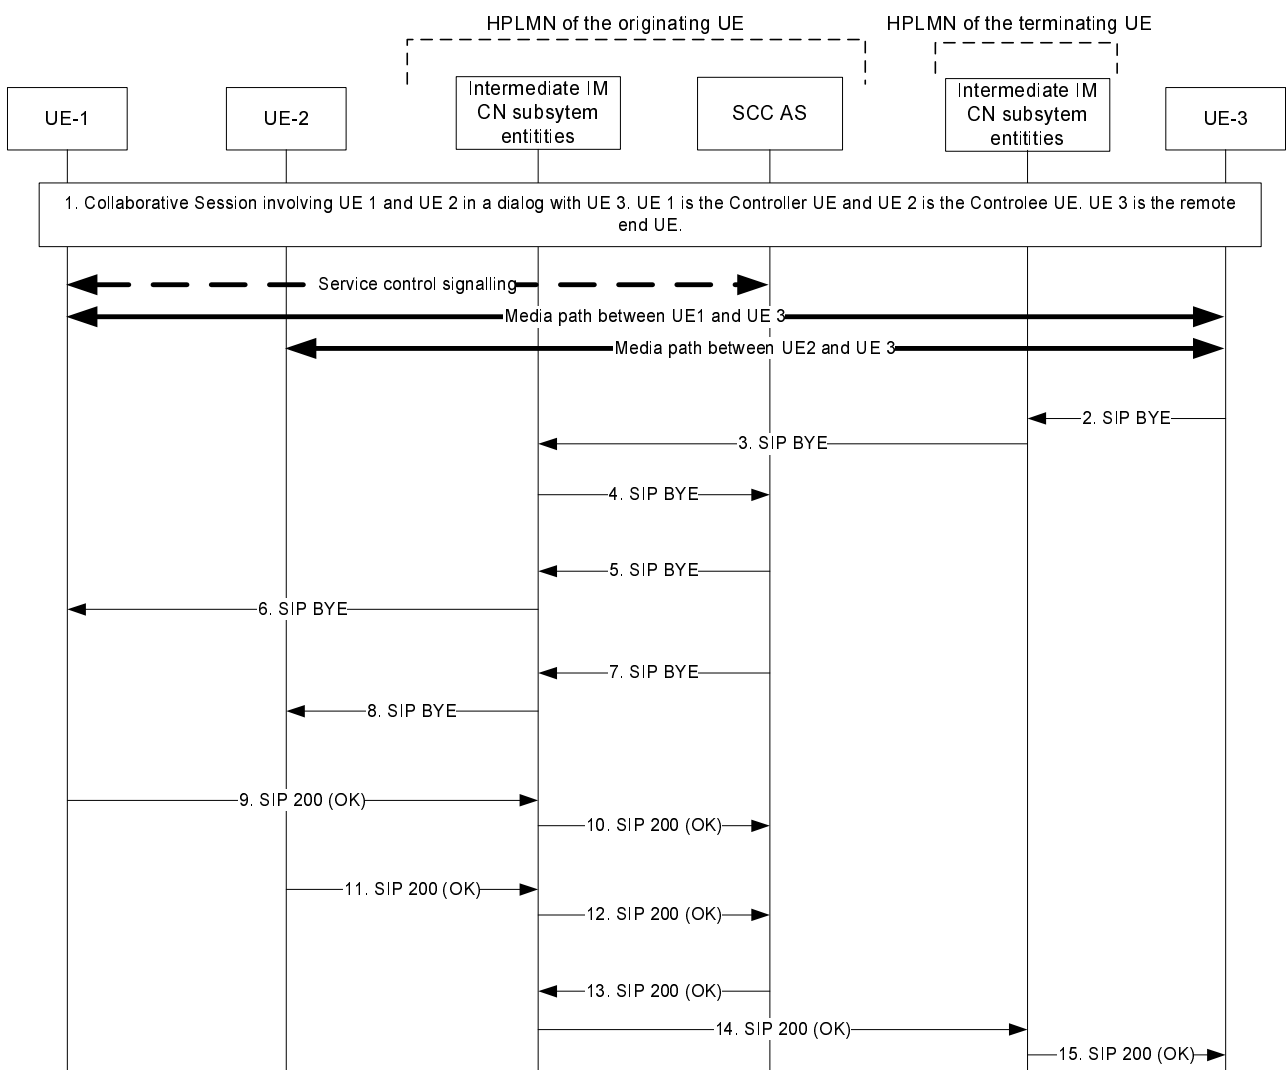 HPLMN of the originating UE
HPLMN of the terminating UE
UE-1
UE-2
Intermediate IM
CN subsytem
entitities
SCC AS
Intermediate IM
CN subsytem
entitities
UE-3
1. Collaborative Session involving UE 1 and UE 2 in a dialog with UE 3. UE 1 is the Controller UE and UE 2 is the Controlee UE. UE 3 is the remote
end UE.
Service control signalling
Media path between UE1 and UE 3
Media path between UE2 and UE 3
2. SIP BYE
3. SIP BYE
4. SIP BYE
5. SIP BYE
6. SIP BYE
7. SIP BYE
8. SIP BYE
9. SIP 200 (OK)
10. SIP 200 (OK)
11. SIP 200 (OK)
12. SIP 200 (OK)
13. SIP 200 (OK)
14. SIP 200 (OK)
15. SIP 200 (OK)